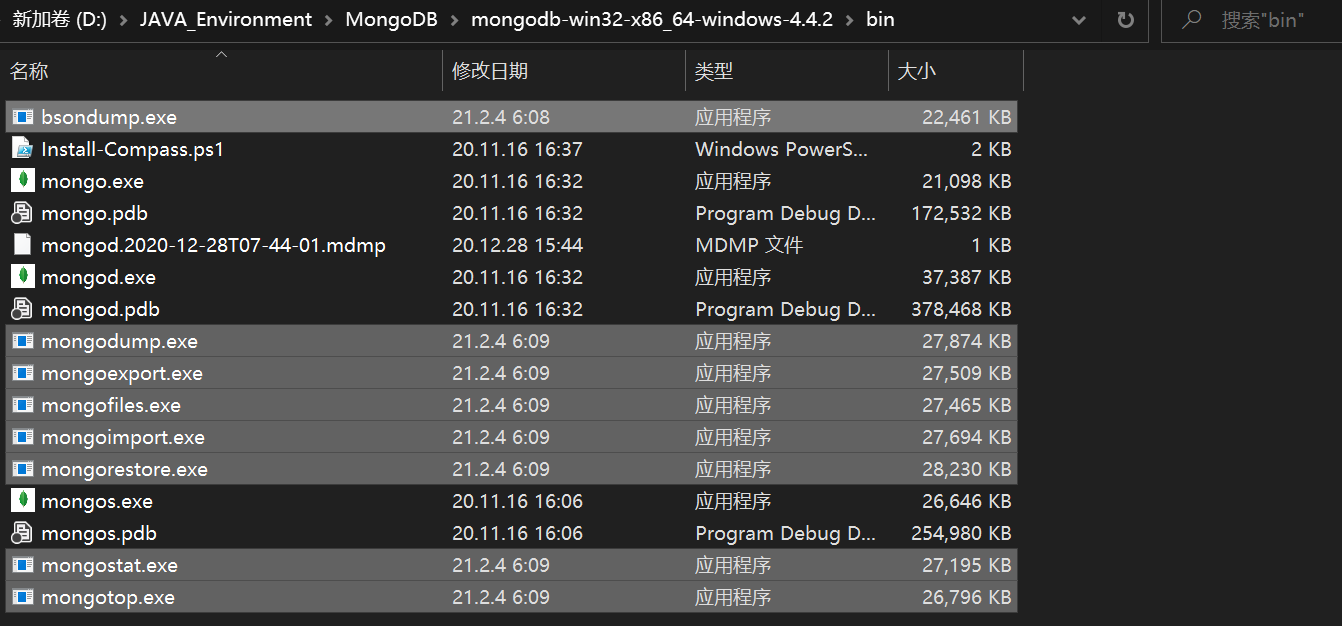 新加卷 (D:) > JAVA_Environment > MongoDB > mongodb-win32-x86_64-windows-4.4.2 > bin 搜索"bin"
名称 修改日期 类型 大小
bsondump.exe 21.2.4 6:08 应用程序 22,461 KB
Install-Compass.ps1 20.11.16 16:37 Windows PowerS... 2 KB
mongo.exe 20.11.16 16:32 应用程序 21,098 KB
mongo.pdb 20.11.16 16:32 Program Debug D... 172,532 KB
mongod.2020-12-28T07-44-01.mdmp 20.12.28 15:44 MDMP 文件 1 KB
mongod.exe 20.11.16 16:32 应用程序 37,387 KB
mongod.pdb 20.11.16 16:32 Program Debug D... 378,468 KB
mongodump.exe 21.2.4 6:09 应用程序 27,874 KB
mongoexport.exe 21.2.4 6:09 应用程序 27,509 KB
mongofiles.exe 21.2.4 6:09 应用程序 27,465 KB
mongoimport.exe 21.2.4 6:09 应用程序 27,694 KB
mongorestore.exe 21.2.4 6:09 应用程序 28,230 KB
mongos.exe 20.11.16 16:06 应用程序 26,646 KB
mongos.pdb 20.11.16 16:06 Program Debug D... 254,980 KB
mongostat.exe 21.2.4 6:09 应用程序 27,195 KB
mongotop.exe 21.2.4 6:09 应用程序 26,796 KB